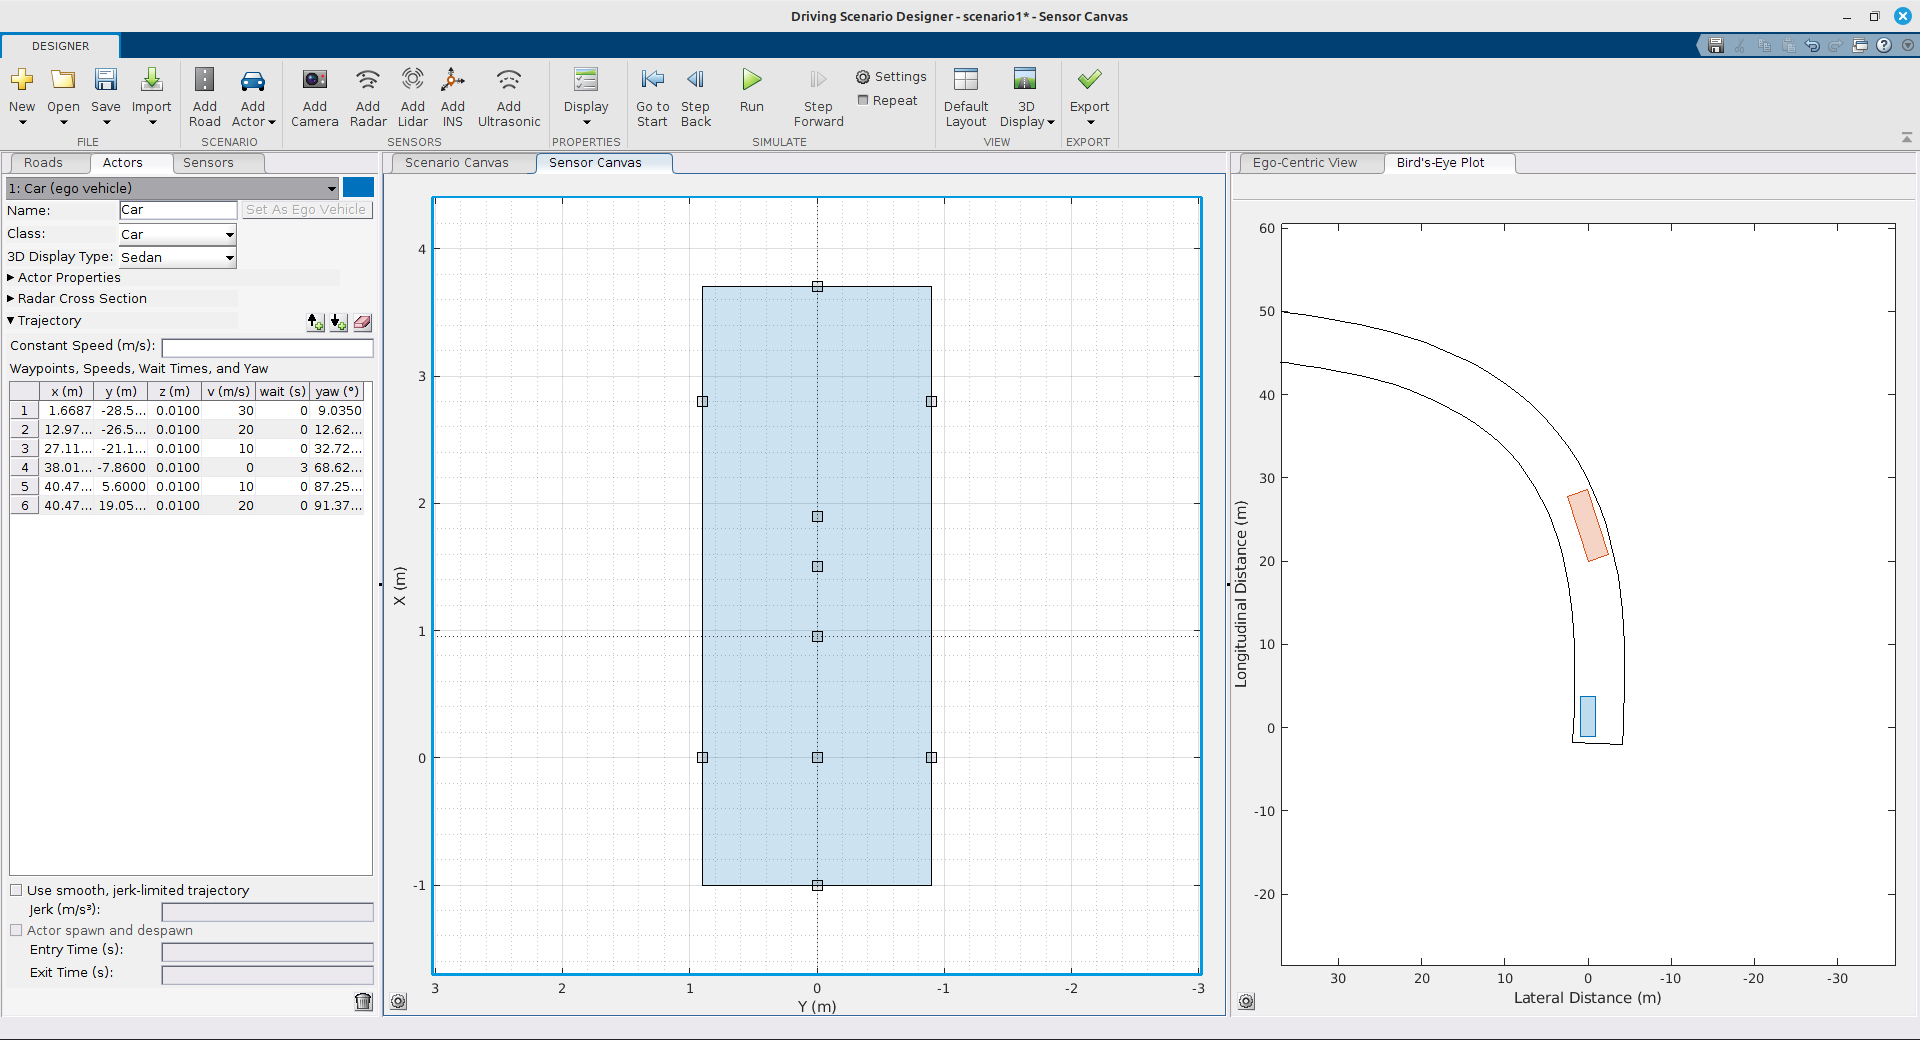 Driving Scenario Designer - scenario1* - Sensor Canvas
DESIGNER
New Open Save Import
Add Road Add Actor
Add Camera Add Radar Add Lidar Add INS Add Ultrasonic
Display
Go to Start Step Back Run Step Forward
Settings
Repeat
Default Layout 3D Display
Export
FILE SCENARIO SENSORS PROPERTIES SIMULATE VIEW EXPORT
Roads Actors Sensors
1: Car (ego vehicle)
Name: Car Set As Ego Vehicle
Class: Car
3D Display Type: Sedan
Actor Properties
Radar Cross Section
Trajectory
Constant Speed (m/s):
Waypoints, Speeds, Wait Times, and Yaw
x (m) y (m) z (m) v (m/s) wait (s) yaw (°)
1 1.6687 -28.5... 0.0100 30 0 9.0350
2 12.97... -26.5... 0.0100 20 0 12.62...
3 27.11... -21.1... 0.0100 10 0 32.72...
4 38.01... -7.8600 0.0100 0 3 68.62...
5 40.47... 5.6000 0.0100 10 0 87.25...
6 40.47... 19.05... 0.0100 20 0 91.37...
Use smooth, jerk-limited trajectory
Jerk (m/s³):
Actor spawn and despawn
Entry Time (s):
Exit Time (s):
Scenario Canvas Sensor Canvas
4
3
2
1
0
-1
X (m)
3 2 1 0 -1 -2 -3
Y (m)
Ego-Centric View Bird's-Eye Plot
60
50
40
30
20
10
0
-10
-20
Longitudinal Distance (m)
30 20 10 0 -10 -20 -30
Lateral Distance (m)